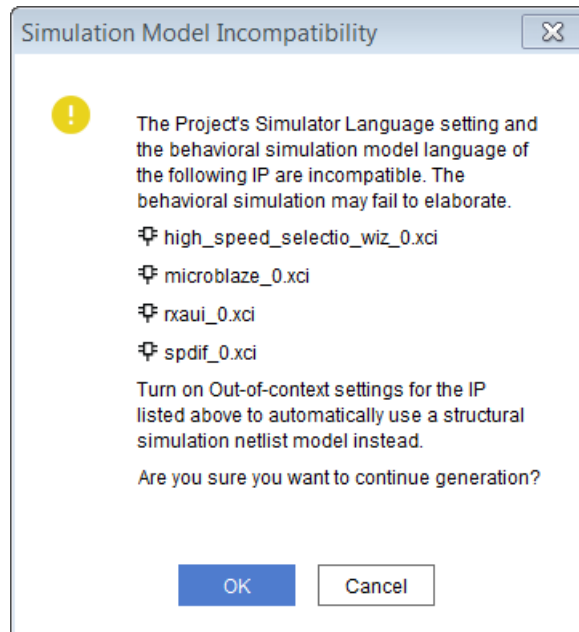 Simulation Model Incompatibility
The Project's Simulator Language setting and
the behavioral simulation model language of
the following IP are incompatible. The
behavioral simulation may fail to elaborate.
high_speed_selectio_wiz_0.xci
microblaze_0.xci
rxaui_0.xci
spdif_0.xci
Turn on Out-of-context settings for the IP
listed above to automatically use a structural
simulation netlist model instead.
Are you sure you want to continue generation?
OK Cancel